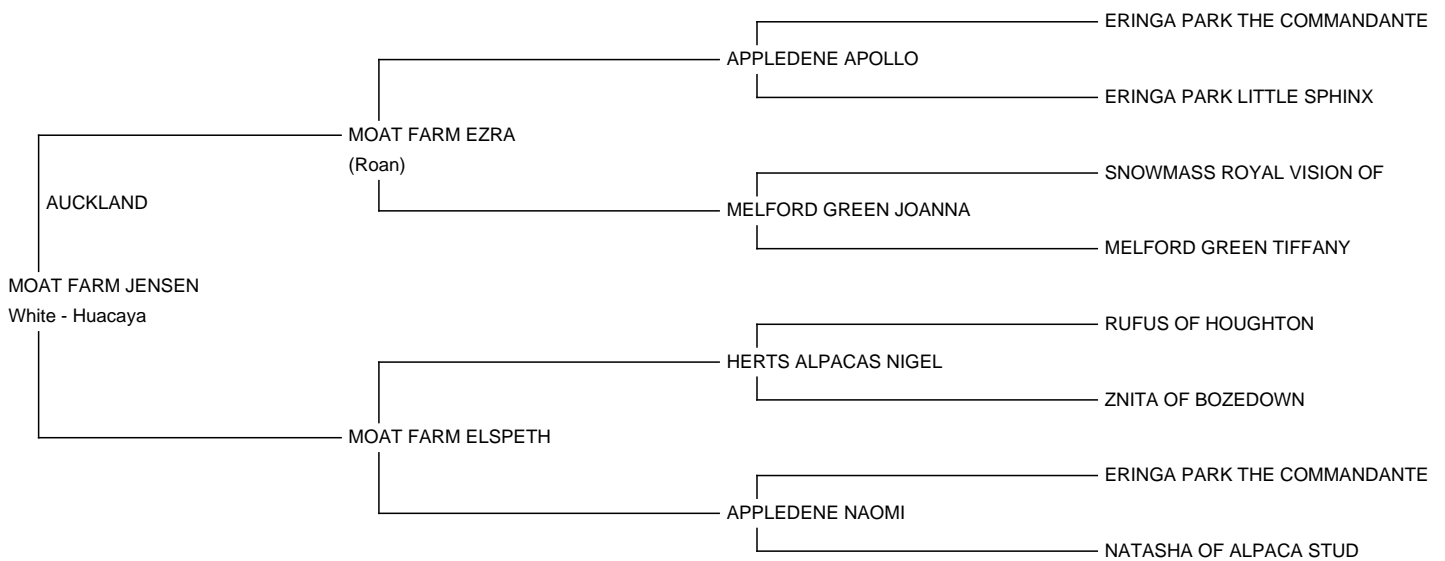 ERINGA PARK THE COMMANDANTE
APPLEDENE APOLLO
ERINGA PARK LITTLE SPHINX
MOAT FARM EZRA
(Roan)
SNOWMASS ROYAL VISION OF
AUCKLAND
MELFORD GREEN JOANNA
MELFORD GREEN TIFFANY
MOAT FARM JENSEN
White - Huacaya
RUFUS OF HOUGHTON
HERTS ALPACAS NIGEL
ZNITA OF BOZEDOWN
MOAT FARM ELSPETH
ERINGA PARK THE COMMANDANTE
APPLEDENE NAOMI
NATASHA OF ALPACA STUD